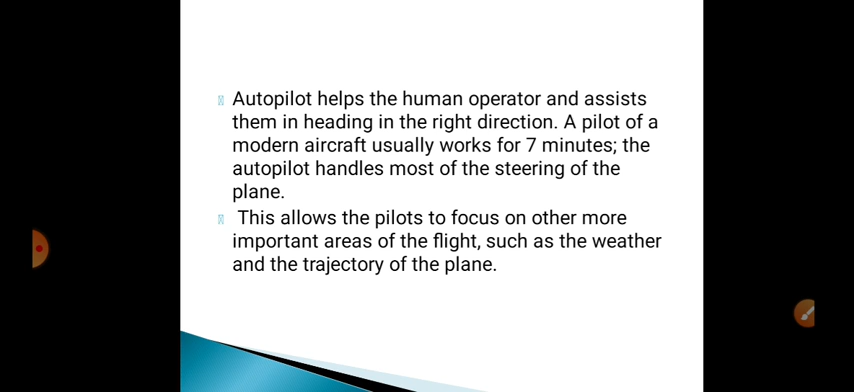 Autopilot helps the human operator and assists
them in heading in the right direction. A pilot of a
modern aircraft usually works for 7 minutes; the
autopilot handles most of the steering of the
plane.
This allows the pilots to focus on other more
important areas of the flight, such as the weather
and the trajectory of the plane.